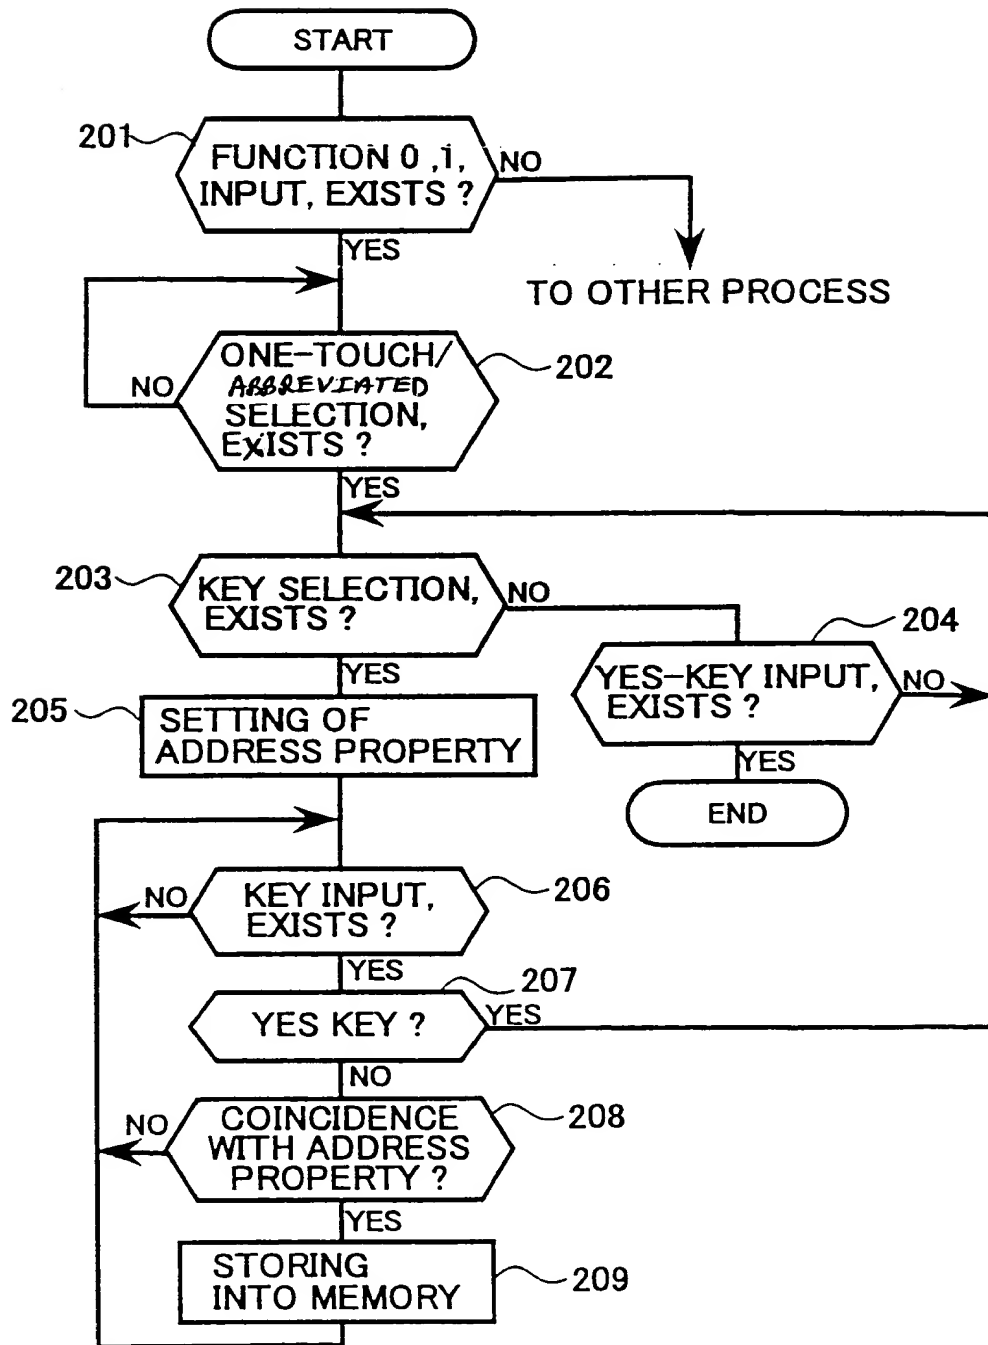 START
201
FUNCTION 0 ,1,
INPUT, EXISTS ?
NO
YES
TO OTHER PROCESS
ONE-TOUCH/
ABBREVIATED
SELECTION,
EXISTS ?
202
NO
YES
203
KEY SELECTION,
EXISTS ?
NO
YES
204
YES-KEY INPUT,
EXISTS ?
NO
YES
END
205
SETTING OF
ADDRESS PROPERTY
KEY INPUT,
EXISTS ?
206
NO
YES
207
YES KEY ?
YES
NO
COINCIDENCE
WITH ADDRESS
PROPERTY ?
208
NO
YES
STORING
INTO MEMORY
209